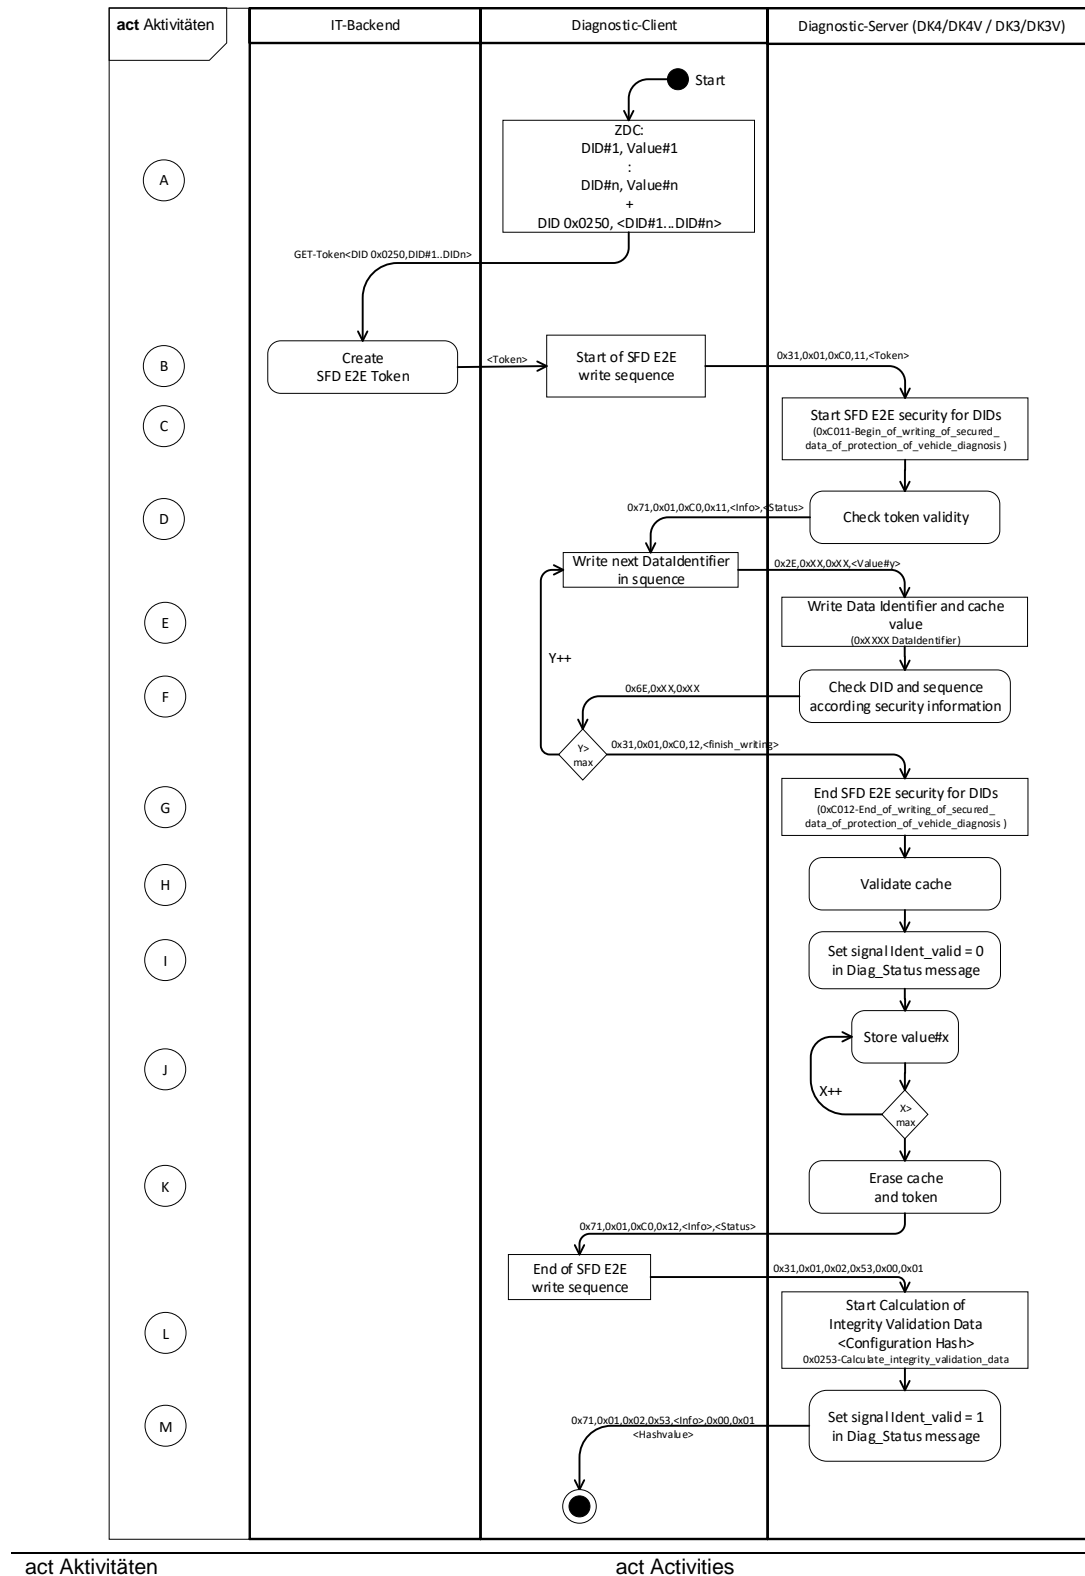 act Aktivitäten
IT-Backend
Diagnostic-Client
Diagnostic-Server (DK4/DK4V / DK3/DK3V)
Start
A
ZDC:
DID#1, Value#1
:
DID#n, Value#n
+
DID 0x0250, <DID#1...DID#n>
GET-Token<DID 0x0250,DID#1..DIDn>
B
Create
SFD E2E Token
<Token>
Start of SFD E2E
write sequence
0x31,0x01,0xC0,11,<Token>
C
Start SFD E2E security for DIDs
(0xC011-Begin_of_writing_of_secured_
data_of_protection_of_vehicle_diagnosis )
D
0x71,0x01,0xC0,0x11,<Info>,<Status>
Check token validity
Write next DataIdentifier
in squence
0x2E,0xXX,0xXX,<Value#y>
E
Write Data Identifier and cache
value
(0xXXXX DataIdentifier)
Y++
F
0x6E,0xXX,0xXX
Check DID and sequence
according security information
Y>
max
0x31,0x01,0xC0,12,<finish_writing>
G
End SFD E2E security for DIDs
(0xC012-End_of_writing_of_secured_
data_of_protection_of_vehicle_diagnosis )
H
Validate cache
I
Set signal Ident_valid = 0
in Diag_Status message
J
Store value#x
X++
X>
max
K
Erase cache
and token
0x71,0x01,0xC0,0x12,<Info>,<Status>
End of SFD E2E
write sequence
0x31,0x01,0x02,0x53,0x00,0x01
L
Start Calculation of
Integrity Validation Data
<Configuration Hash>
0x0253-Calculate_integrity_validation_data
M
0x71,0x01,0x02,0x53,<Info>,0x00,0x01
<Hashvalue>
Set signal Ident_valid = 1
in Diag_Status message
act Aktivitäten
act Activities